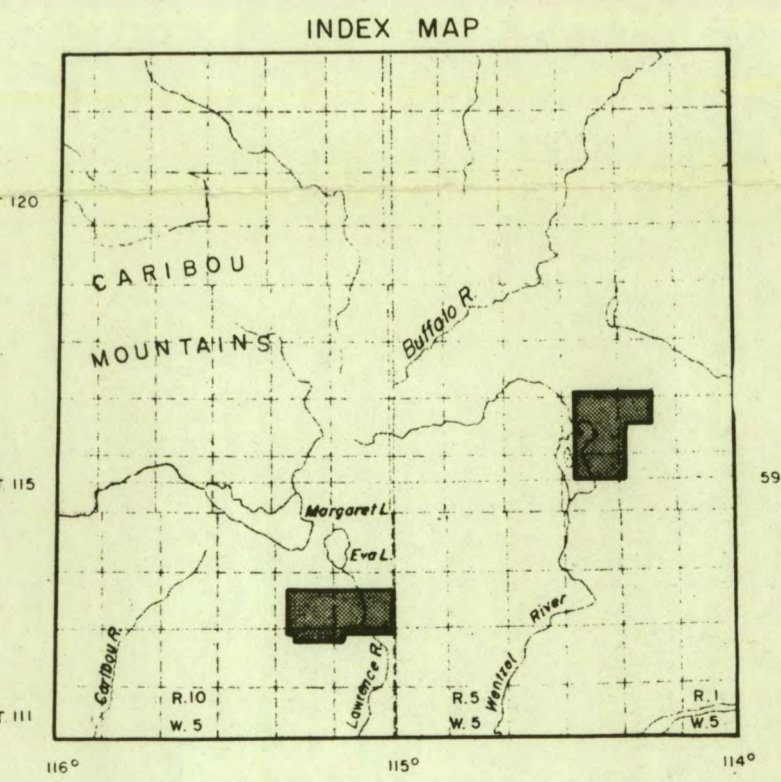 INDEX MAP
T 120
CARIBOU
MOUNTAINS
Buffalo R.
T. 115
59
Margaret L.
Eva L.
Caribou R.
Lawrence R.
Wentzel River
R.10
W. 5
R.5
W. 5
R.1
W.5
T 111
116°
115°
114°